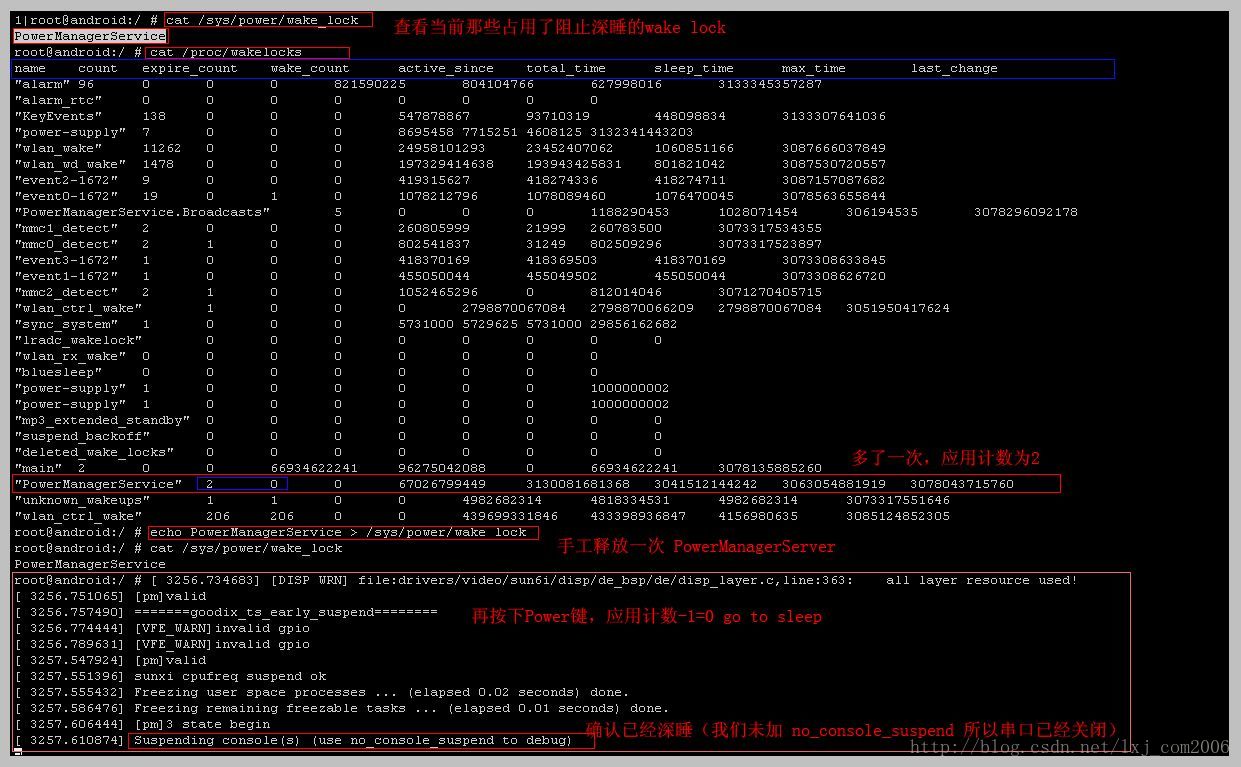 1|root@android:/ # cat /sys/power/wake_lock
查看当前那些占用了阻止深睡的wake lock
PowerManagerService
root@android:/ # cat /proc/wakelocks
name count expire_count wake_count active_since total_time sleep_time max_time last_change
"alarm" 96 0 0 0 821590225 804104766 627998016 3133345357287
"alarm_rtc" 0 0 0 0 0 0 0 0
"KeyEvents" 138 0 0 0 547878867 93710319 448098834 3133307641036
"power-supply" 7 0 0 0 8695458 7715251 4608125 3132341443203
"wlan_wake" 11262 0 0 0 24958101293 23452407062 1060851166 3087666037849
"wlan_wd_wake" 1478 0 0 0 197329414638 193943425831 801821042 3087530720557
"event2-1672" 9 0 0 0 419315627 418274336 418274711 3087157087682
"event0-1672" 19 0 1 0 1078212796 1078089460 1076470045 3078563655844
"PowerManagerService.Broadcasts" 5 0 0 0 1188290453 1028071454 306194535 3078296092178
"mmc1_detect" 2 0 0 0 260805999 21999 260783500 3073317534355
"mmc0_detect" 2 1 0 0 802541837 31249 802509296 3073317523897
"event3-1672" 1 0 0 0 418370169 418369503 418370169 3073308633845
"event1-1672" 1 0 0 0 455050044 455049502 455050044 3073308626720
"mmc2_detect" 2 1 0 0 1052465296 0 812014046 3071270405715
"wlan_ctrl_wake" 1 0 0 0 2798870067084 2798870066209 2798870067084 3051950417624
"sync_system" 1 0 0 0 5731000 5729625 5731000 29856162682
"lradc_wakelock" 0 0 0 0 0 0 0 0
"wlan_rx_wake" 0 0 0 0 0 0 0 0
"bluesleep" 0 0 0 0 0 0 0 0
"power-supply" 1 0 0 0 0 0 0 1000000002
"power-supply" 1 0 0 0 0 0 0 1000000002
"mp3_extended_standby" 0 0 0 0 0 0 0 0
"suspend_backoff" 0 0 0 0 0 0 0 0
"deleted_wake_locks" 0 0 0 0 0 0 0 0
"main" 2 0 0 66934622241 96275042088 0 66934622241 3078135885260
多了一次，应用计数为2
"PowerManagerService" 2 0 0 67026799449 3130081681368 3041512144242 3063054881919 3078043715760
"unknown_wakeups" 1 1 0 0 4982682314 4818334531 4982682314 3073317551646
"wlan_ctrl_wake" 206 206 0 0 439699331846 433398936847 4156980635 3085124852305
root@android:/ # echo PowerManagerService > /sys/power/wake_lock
root@android:/ # cat /sys/power/wake_lock
手工释放一次 PowerManagerServer
PowerManagerService
root@android:/ # [ 3256.734683] [DISP WRN] file:drivers/video/sun6i/disp/de_bsp/de/disp_layer.c,line:363: all layer resource used!
[ 3256.751065] [pm]valid
[ 3256.757490] =======goodix_ts_early_suspend========
再按下Power键，应用计数-1=0 go to sleep
[ 3256.774444] [VFE_WARN]invalid gpio
[ 3256.789631] [VFE_WARN]invalid gpio
[ 3257.547924] [pm]valid
[ 3257.551396] sunxi cpufreq suspend ok
[ 3257.555432] Freezing user space processes ... (elapsed 0.02 seconds) done.
[ 3257.586476] Freezing remaining freezable tasks ... (elapsed 0.01 seconds) done.
[ 3257.606444] [pm]3 state begin
[ 3257.610874] Suspending console(s) (use no_console_suspend to debug)
确认已经深睡（我们未加 no_console_suspend 所以串口已经关闭）
http://blog.csdn.net/lxj_com2006